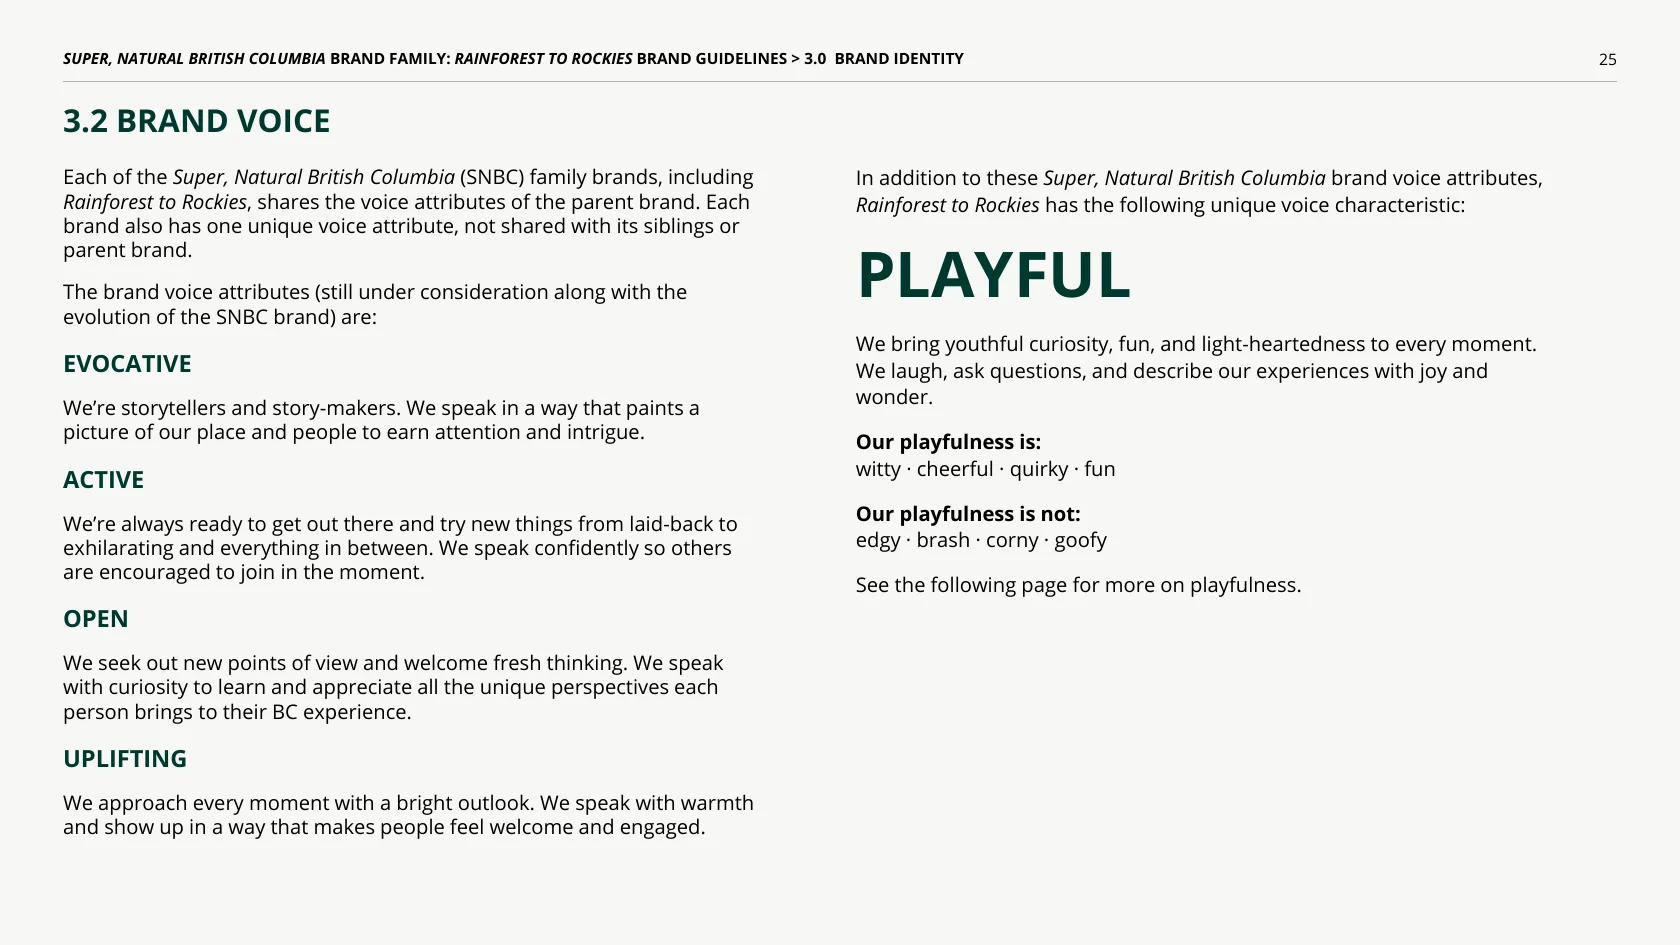 SUPER, NATURAL BRITISH COLUMBIA BRAND FAMILY: RAINFOREST TO ROCKIES BRAND GUIDELINES > 3.0 BRAND IDENTITY
25
3.2 BRAND VOICE
Each of the Super, Natural British Columbia (SNBC) family brands, including
Rainforest to Rockies, shares the voice attributes of the parent brand. Each
brand also has one unique voice attribute, not shared with its siblings or
parent brand.
The brand voice attributes (still under consideration along with the
evolution of the SNBC brand) are:
EVOCATIVE
We’re storytellers and story-makers. We speak in a way that paints a
picture of our place and people to earn attention and intrigue.
ACTIVE
We’re always ready to get out there and try new things from laid-back to
exhilarating and everything in between. We speak confidently so others
are encouraged to join in the moment.
OPEN
We seek out new points of view and welcome fresh thinking. We speak
with curiosity to learn and appreciate all the unique perspectives each
person brings to their BC experience.
UPLIFTING
We approach every moment with a bright outlook. We speak with warmth
and show up in a way that makes people feel welcome and engaged.
In addition to these Super, Natural British Columbia brand voice attributes,
Rainforest to Rockies has the following unique voice characteristic:
PLAYFUL
We bring youthful curiosity, fun, and light-heartedness to every moment.
We laugh, ask questions, and describe our experiences with joy and
wonder.
Our playfulness is:
witty · cheerful · quirky · fun
Our playfulness is not:
edgy · brash · corny · goofy
See the following page for more on playfulness.